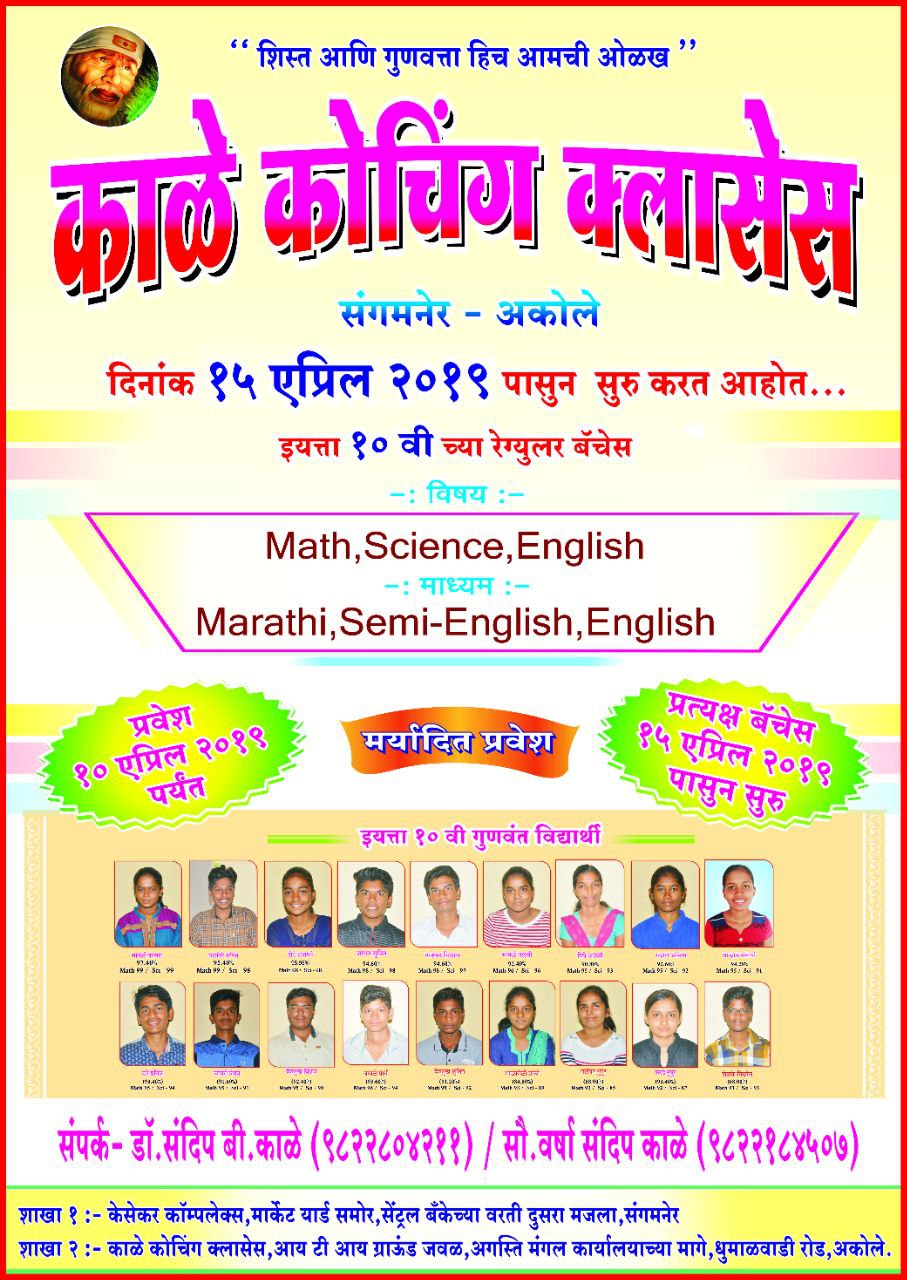 “ शिस्त आणि गुणवत्ता हिच आमची ओळख ”
काळे कोचिंग क्लासेस
संगमनेर - अकोले
दिनांक १५ एप्रिल २०१९ पासुन सुरु करत आहोत...
इयत्ता १० वी च्या रेग्युलर बॅचेस
-: विषय :-
Math,Science,English
-: माध्यम :-
Marathi,Semi-English,English
प्रवेश
१० एप्रिल २०१९
पर्यंत
मर्यादित प्रवेश
प्रत्यक्ष बॅचेस
१५ एप्रिल २०१९
पासुन सुरु
इयत्ता १० वी गुणवंत विद्यार्थी
संपर्क- डॉ.संदिप बी.काळे (९८२२८०४२११) / सौ.वर्षा संदिप काळे (९८२२१८४५०७)
शाखा १ :- केसेकर कॉम्पलेक्स,मार्केट यार्ड समोर,सेंट्रल बँकेच्या वरती दुसरा मजला,संगमनेर
शाखा २ :- काळे कोचिंग क्लासेस,आय टी आय ग्राऊंड जवळ,अगस्ति मंगल कार्यालयाच्या मागे,धुमाळवाडी रोड,अकोले.